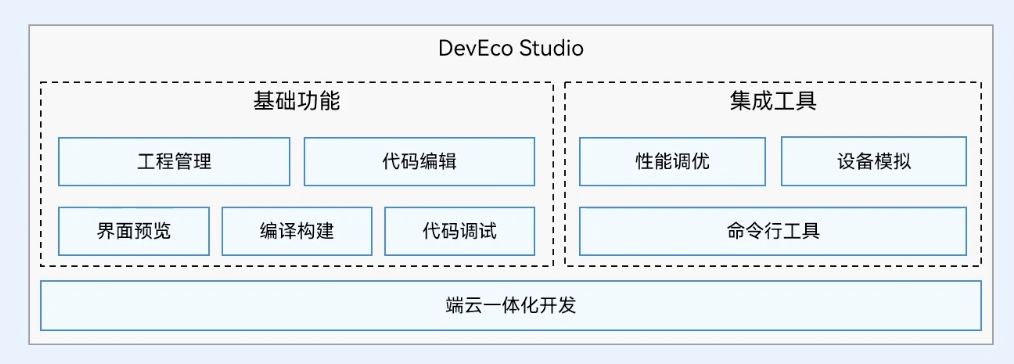 DevEco Studio
基础功能
集成工具
工程管理
代码编辑
性能调优
设备模拟
界面预览
编译构建
代码调试
命令行工具
端云一体化开发